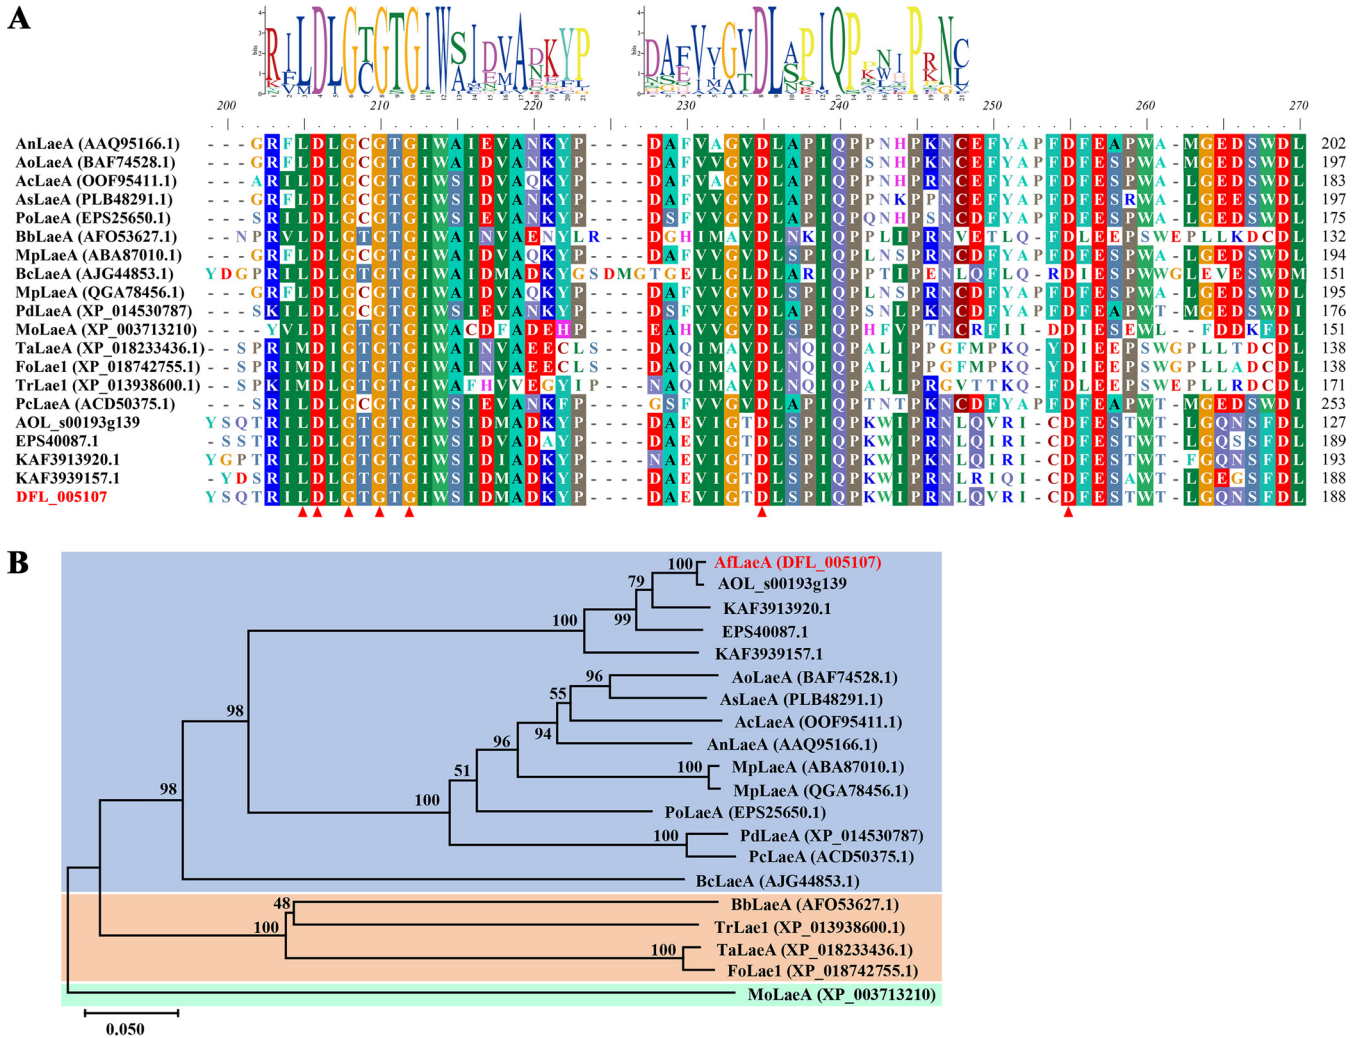 A
bits
bits
200 210 220 230 240 250 260 270
AnLaeA (AAQ95166.1) - - - G R F L D L G C G T G I W A I E V A N K Y P - - - - D A F V A G V D L A P I Q P P N H P K N C E F Y A P F D F E A P W A - M G E D S W D L 202
AoLaeA (BAF74528.1) - - - G R F L D L G C G T G I W A I D V A N K Y P - - - - D A F V V G V D L A P I Q P S N H P K N C E F Y A P F D F E S P W A - L G E D S W D L 197
AcLaeA (OOF95411.1) - - - A R I L D L G C G T G I W S I D V A Q K Y P - - - - D A F V A G V D L A P I Q P P N H P R N C E F Y A P F D F E S P W A - L G E E S W D L 183
AsLaeA (PLB48291.1) - - - G R F L D L G C G T G I W S I D V A N K Y P - - - - D A F V V G V D L A P I Q P P N K P P N C E F Y A P F D F E S P R W A - L G E E S W D L 197
PoLaeA (EPS25650.1) - - - S R I L D L G C G T G I W S I E V A N K Y P - - - - D S F V V G V D L A P I Q P Q N H P S N C D F Y A P F D F E S P W A - L G E D S W D L 175
BbLaeA (AFO53627.1) - - N P R V L D L G T G T G I W A I N V A E N Y L R - - - D G H I M A V D L N K I Q P P L I P R N V E T L Q - F D L E E P S W E P L L K D C D L 132
MpLaeA (ABA87010.1) - - - G R F L D L G T G T G I W A I D V A Q K Y P - - - - D A F V G V D L S P I Q P L N S P R N C D F Y A P F D F E S P W A - L G E D S W D L 194
BcLaeA (AJG44853.1) Y D G P R I L D L G T G T G I W A I D M A D K Y G S D M G T G E V L G L D L A R I Q P P T I P E N L Q F L Q - R D I E S P W W G L E V E S W D M 151
MpLaeA (QGA78456.1) - - - G R F L D L G C G T G I W A I D V A Q K Y P - - - - D A F V V G V D L S P I Q P L N S P R N C D F Y A P F D F E S P W A - L G E D S W D L 195
PdLaeA (XP_014530787) - - - S K I L D L G C G T G I W S I E V A N K Y P - - - - D A F V V G V D L S P I Q P S N L P K N C D F Y A P F D F E A P W T - M G E D S W D L 176
MoLaeA (XP_003713210) - - - - Y V L D I G T G T G I W A C D F A D E H P - - - - E A H V V G V D L S P I Q P H F V P T N C R F I I - D D I E S E W L - - F D D K F D L 151
TaLaeA (XP_018233436.1) - - S P R I M D I G T G T G I W A I N V A E E C L S - - - D A Q I M A V D L N Q I Q P A L I P P G F M P K Q - Y D I E E P S W G P L L T D C D L 138
FoLae1 (XP_018742755.1) - - S P R I M D I G T G T G I W A I N V A E E C L S - - - D A Q I M A V D L N Q I Q P A L I P P G F M P K Q - Y D I E E P S W G P L L A D C D L 138
TrLae1 (XP_013938600.1) - - S P K I M D L G T G T G I W A F H V V E G Y I P - - - N A Q I M A V D L N Q I Q P A L I P R G V T T K Q - F D L E E P S W E P L L R D C D L 171
PcLaeA (ACD50375.1) - - - S R I L D L G C G T G I W S I E V A N K F P - - - - G S F V V G V D L A P I Q P T N T P K N C D F Y A P F D F E A P W T - M G E D S W D I 253
AOL_s00193g139 Y S Q T R I L D L G T G T G I W S I D M A D K Y P - - - - D A E V I G T D L S P I Q P K W I P R N L Q V R I - C D F E S T W T - L G Q N S F D L 127
EPS40087.1 - S S T R I L D L G T G T G I W S I D V A D A Y P - - - - D A E V I G T D L S P I Q P K W I P R N L Q V R I - C D F E S T W T - L G Q S S F D L 189
KAF3913920.1 Y G P T R I L D L G T G T G I W S I D I A D K Y P - - - - N A E V I G T D L S P I Q P K W I P K N L Q I R I - C D F E S T W T - F G Q N S F D L 193
KAF3939157.1 - Y D S R I L D L G T G T G I W S I D V A D K Y P - - - - D A E V I G T D L S P I Q P K W I P R N L R I Q I - C D F E S A W T - L G E G S F D L 188
DFL_005107 Y S Q T R I L D L G T G T G I W S I D M A D K Y P - - - - D A E V I G T D L S P I Q P K W I P R N L Q V R I - C D F E S T W T - L G Q N S F D L 188
B
100 AfLaeA (DFL_005107)
79 AOL_s00193g139
100 99 KAF3913920.1
EPS40087.1
KAF3939157.1
96 AoLaeA (BAF74528.1)
55 AsLaeA (PLB48291.1)
98 AcLaeA (OOF95411.1)
96 94 AnLaeA (AAQ95166.1)
51 100 MpLaeA (ABA87010.1)
98 MpLaeA (QGA78456.1)
100 PoLaeA (EPS25650.1)
100 PdLaeA (XP_014530787)
PcLaeA (ACD50375.1)
BcLaeA (AJG44853.1)
48 BbLaeA (AFO53627.1)
100 TrLae1 (XP_013938600.1)
100 TaLaeA (XP_018233436.1)
FoLae1 (XP_018742755.1)
MoLaeA (XP_003713210)
0.050